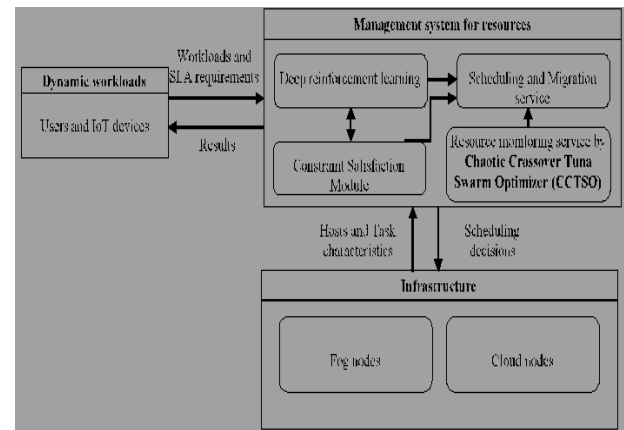 Management system for resources
Workloads and
SLA requirements
Dynamic workloads
Users and IoT devices
Results
Deep reinforcement learning
Scheduling and Migration
service
Constraint Satisfaction
Module
Resource monitoring service by
Chaotic Crossover Tuna
Swarm Optimizer (CCTSO)
Hosts and Task
characteristics
Scheduling
decisions
Infrastructure
Fog nodes
Cloud nodes